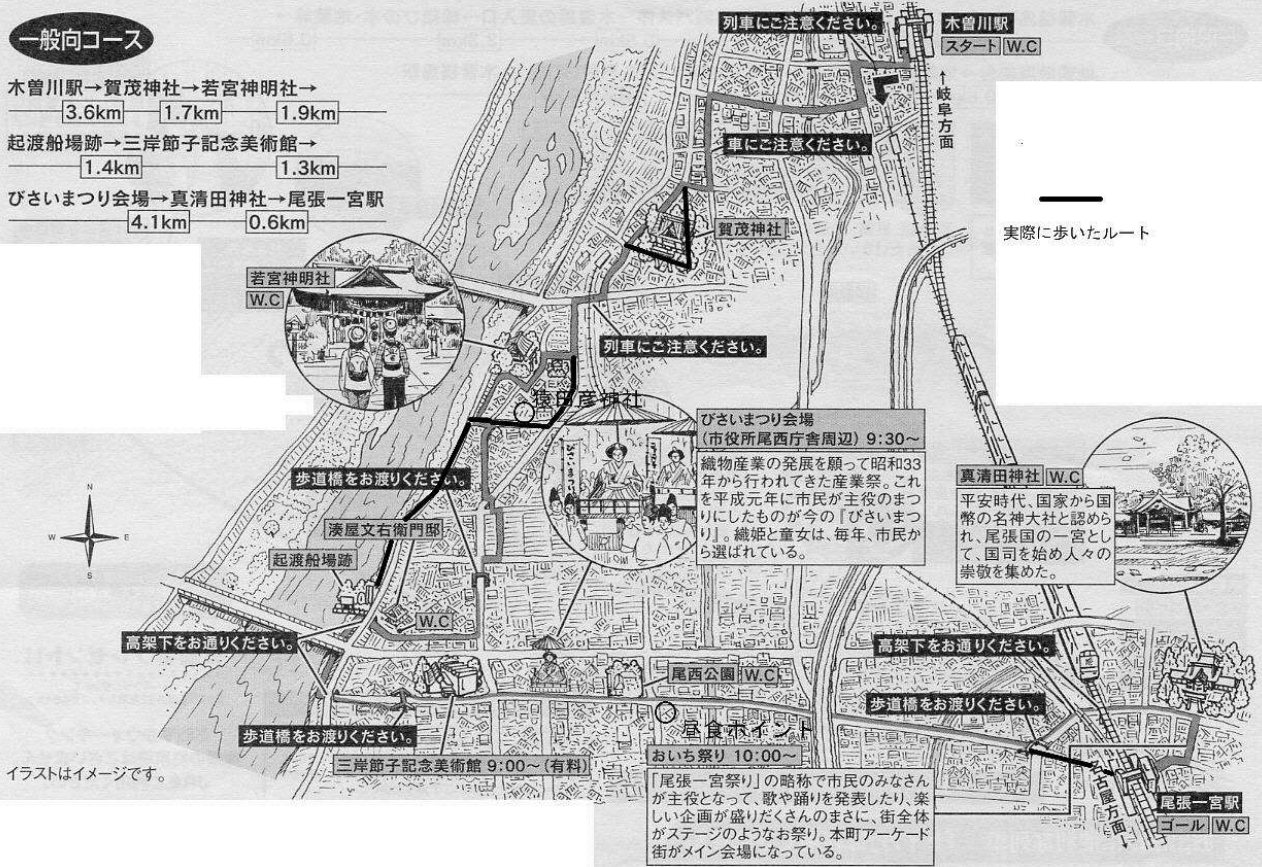 一般向コース
木曽川駅→賀茂神社→若宮神明社→
3.6km 1.7km 1.9km
起渡船場跡→三岸節子記念美術館→
1.4km 1.3km
びさいまつり会場→真清田神社→尾張一宮駅
4.1km 0.6km
列車にご注意ください。
木曽川駅
スタート W.C
↑岐阜方面
車にご注意ください。
実際に歩いたルート
賀茂神社
若宮神明社
W.C
列車にご注意ください。
猿田彦神社
びさいまつり会場
(市役所尾西庁舎周辺) 9:30～
織物産業の発展を願って昭和33
年から行われてきた産業祭。これ
を平成元年に市民が主役のまつ
りにしたものが今の『びさいまつ
り』。織姫と童女は、毎年、市民か
ら選ばれている。
真清田神社 W.C
平安時代、国家から国
幣の名神大社と認めら
れ、尾張国の一宮とし
て、国司を始め人々の
崇敬を集めた。
歩道橋をお渡りください。
湊屋文右衛門邸
起渡船場跡
N
W E
S
W.C
高架下をお通りください。
高架下をお通りください。
尾西公園 W.C
歩道橋をお渡りください。
歩道橋をお渡りください。
昼食ポイント
三岸節子記念美術館 9:00～(有料)
おいち祭り 10:00～
「尾張一宮祭り」の略称で市民のみなさん
が主役となって、歌や踊りを発表したり、楽
しい企画が盛りだくさんのまさに、街全体
がステージのようなお祭り。本町アーケード
街がメイン会場になっている。
名古屋方面↓
尾張一宮駅
ゴール W.C
イラストはイメージです。